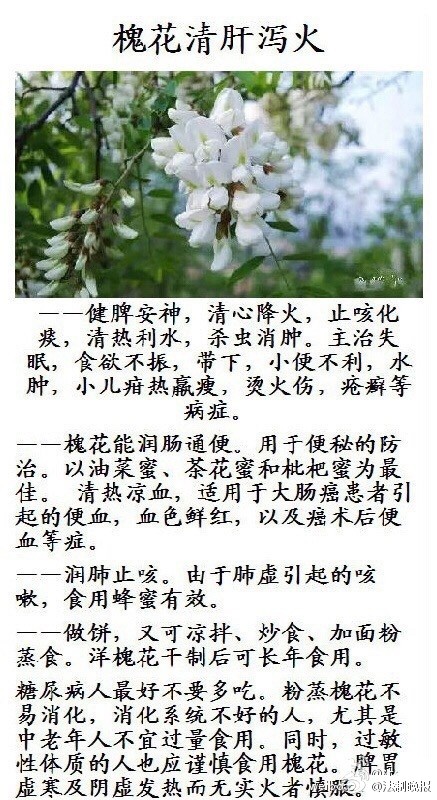 槐花清肝泻火
——健脾安神，清心降火，止咳化
痰，清热利水，杀虫消肿。主治失
眠，食欲不振，带下，小便不利，水
肿，小儿疳热羸瘦，烫火伤，疮癣等
病症。
——槐花能润肠通便。用于便秘的防
治。以油菜蜜、茶花蜜和枇杷蜜为最
佳。 清热凉血，适用于大肠癌患者引
起的便血，血色鲜红，以及癌术后便
血等症。
——润肺止咳。由于肺虚引起的咳
嗽，食用蜂蜜有效。
——做饼，又可凉拌、炒食、加面粉
蒸食。洋槐花干制后可长年食用。
糖尿病人最好不要多吃。粉蒸槐花不
易消化，消化系统不好的人，尤其是
中老年人不宜过量食用。同时，过敏
性体质的人也应谨慎食用槐花。脾胃
虚寒及阴虚发热而无实火者慎服。
@法制晚报